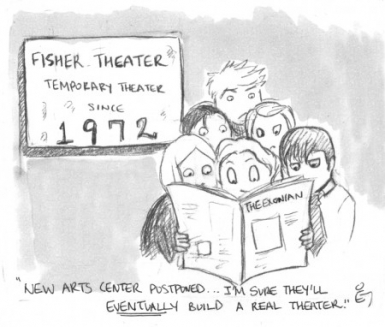 FISHER THEATER
TEMPORARY THEATER
SINCE
1972
THE EXONIAN
"NEW ARTS CENTER POSTPONED... I'M SURE THEY'LL
EVENTUALLY BUILD A REAL THEATER."